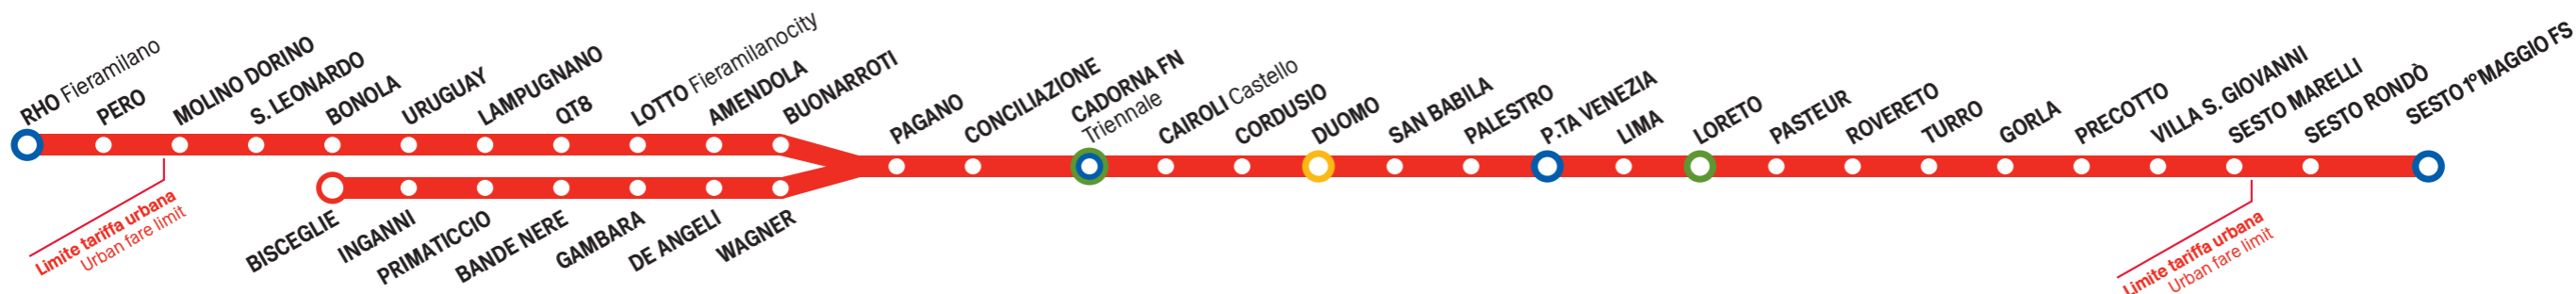 RHO Fieramilano
PERO
MOLINO DORINO
S. LEONARDO
BONOLA
URUGUAY
LAMPUGNANO
QT8
LOTTO Fieramilanocity
AMENDOLA
BUONARROTI
PAGANO
CONCILIAZIONE
CADORNA FN
Triennale
CAIROLI Castello
CORDUSIO
DUOMO
SAN BABILA
PALESTRO
P.TA VENEZIA
LIMA
LORETO
PASTEUR
ROVERETO
TURRO
GORLA
PRECOTTO
VILLA S. GIOVANNI
SESTO MARELLI
SESTO RONDÒ
SESTO 1° MAGGIO FS
Limite tariffa urbana
Urban fare limit
BISCEGLIE
INGANNI
PRIMATICCIO
BANDE NERE
GAMBARA
DE ANGELI
WAGNER
Limite tariffa urbana
Urban fare limit